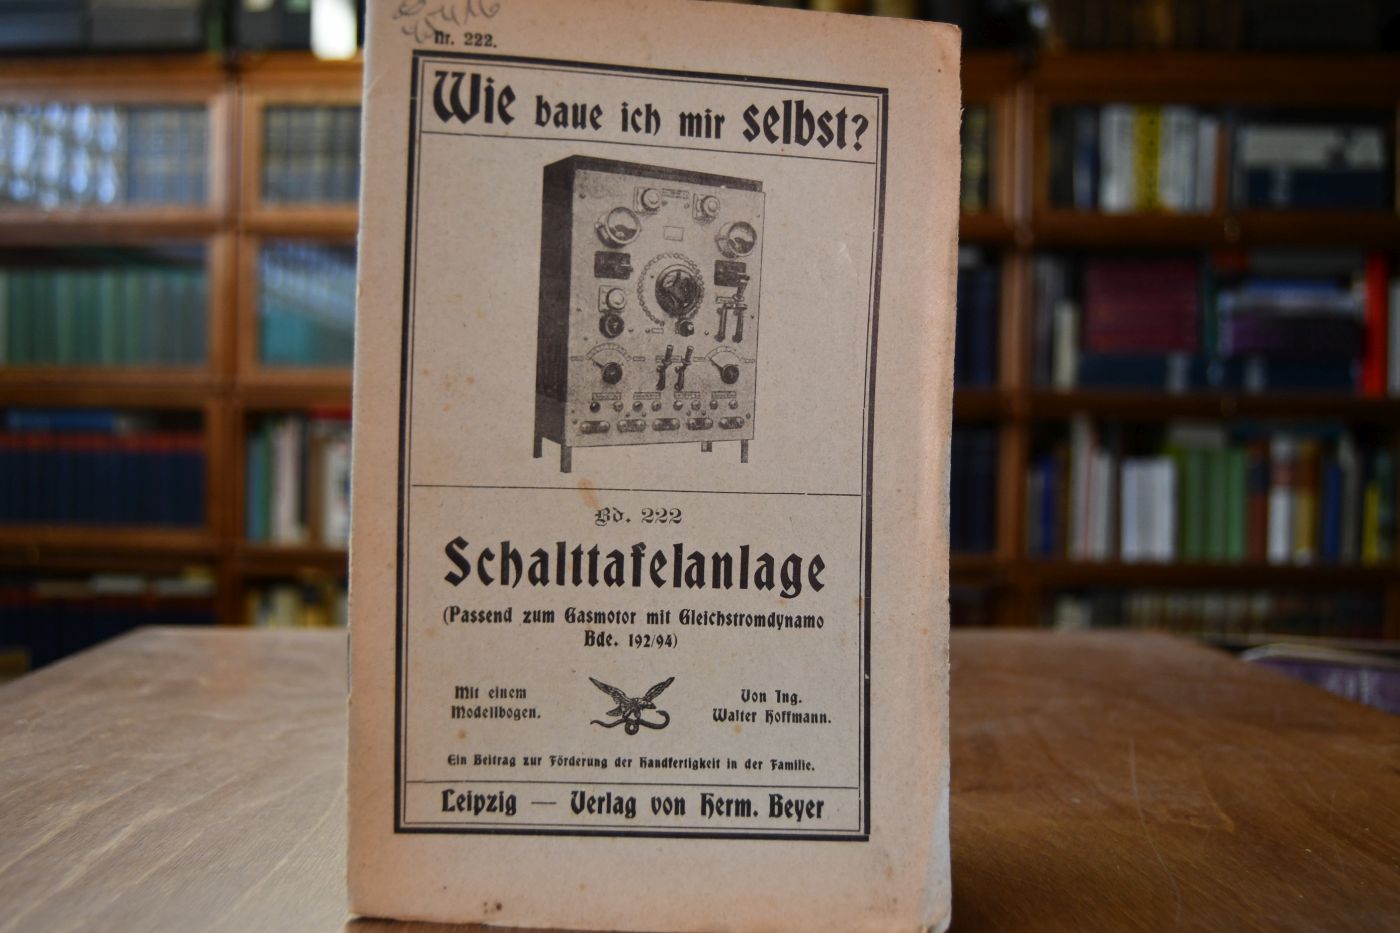 Nr. 222.
Wie baue ich mir selbst?
Bd. 222
Schalttafelanlage
(Passend zum Gasmotor mit Gleichstromdynamo
Bde. 192/94)
Mit einem
Modellbogen.
Von Ing.
Walter Hoffmann.
Ein Beitrag zur Förderung der Handfertigkeit in der Familie.
Leipzig — Verlag von Herm. Beyer